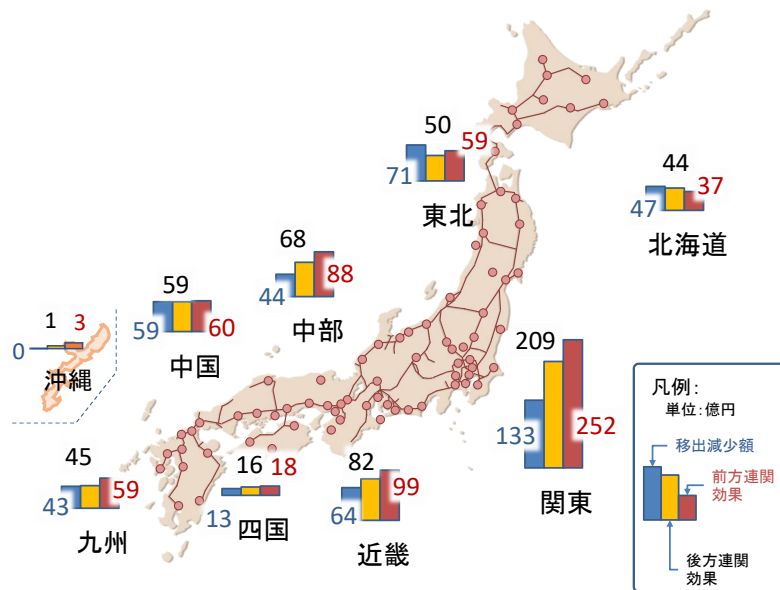 50
59
71
東北
44
37
47
北海道
68
88
44
中部
59
59
60
中国
1
3
0
沖縄
209
133
252
関東
45
59
43
九州
16
18
13
四国
82
99
64
近畿
凡例：
単位：億円
移出減少額
前方連関
効果
後方連関
効果